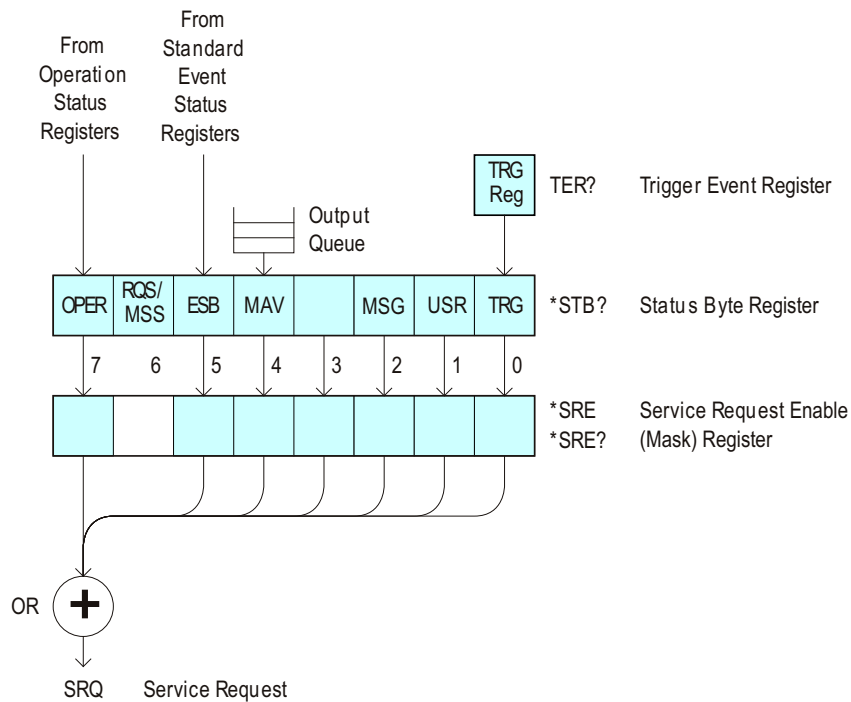 From
Operation
Status
Registers
From
Standard
Event
Status
Registers
Output
Queue
TRG
Reg
TER?
Trigger Event Register
OPER
RQS/
MSS
ESB
MAV
MSG
USR
TRG
*STB?
Status Byte Register
7
6
5
4
3
2
1
0
*SRE
*SRE?
Service Request Enable
(Mask) Register
OR
+
SRQ
Service Request